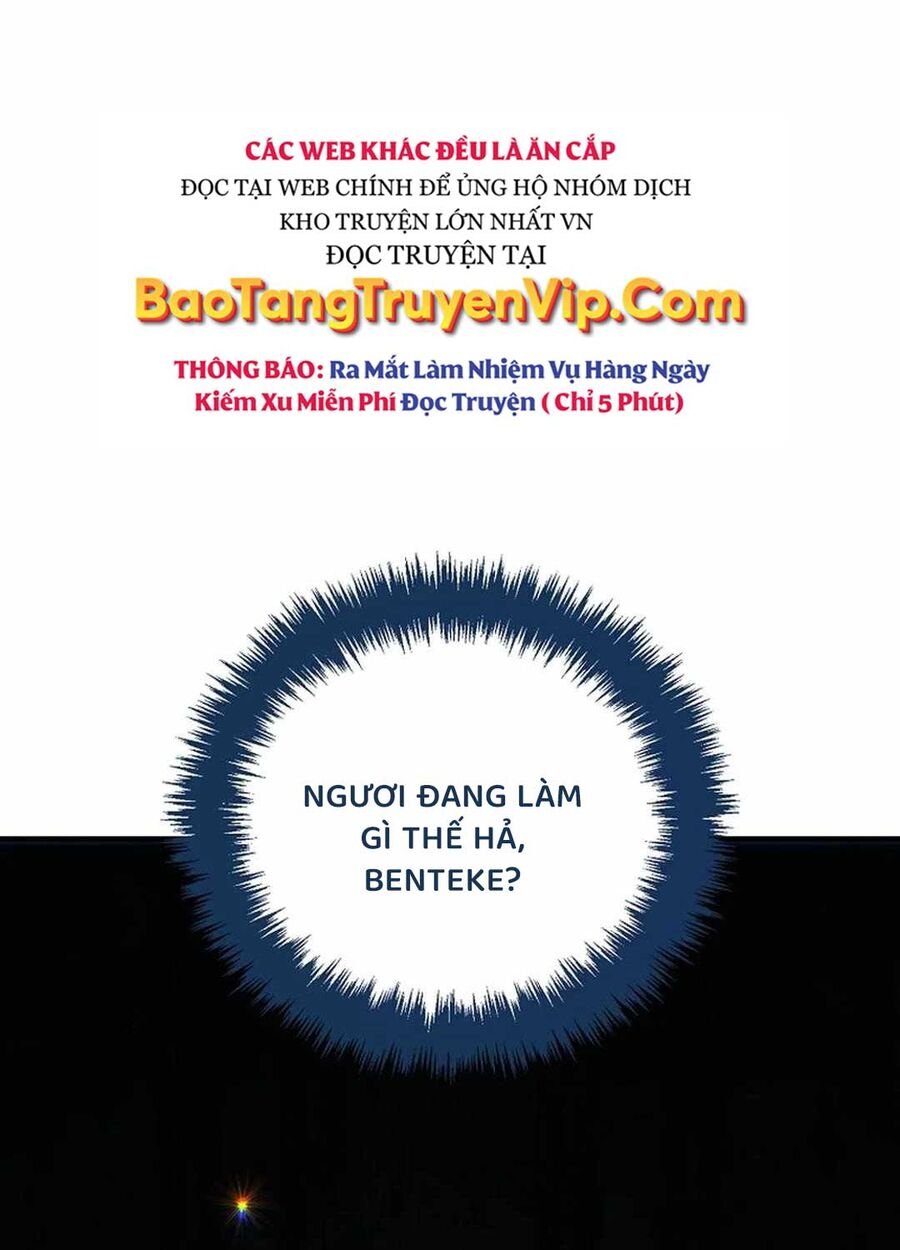 CÁC WEB KHÁC ĐỀU LÀ ĂN CẮP
ĐỌC TẠI WEB CHÍNH ĐỂ ỦNG HỘ NHÓM DỊCH
KHO TRUYỆN LỚN NHẤT VN
ĐỌC TRUYỆN TẠI
BaoTangTruyenVip.Com
THÔNG BÁO: Ra Mắt Làm Nhiệm Vụ Hàng Ngày
Kiếm Xu Miễn Phí Đọc Truyện ( Chỉ 5 Phút)
NGƯƠI ĐANG LÀM
GÌ THẾ HẢ,
BENTEKE?